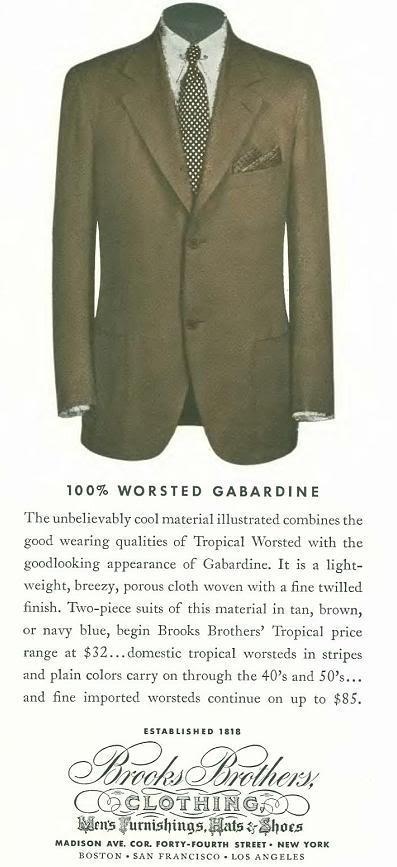 100% WORSTED GABARDINE
The unbelievably cool material illustrated combines the
good wearing qualities of Tropical Worsted with the
goodlooking appearance of Gabardine. It is a light-
weight, breezy, porous cloth woven with a fine twilled
finish. Two-piece suits of this material in tan, brown,
or navy blue, begin Brooks Brothers' Tropical price
range at $32...domestic tropical worsteds in stripes
and plain colors carry on through the 40's and 50's...
and fine imported worsteds continue on up to $85.
ESTABLISHED 1818
Brooks Brothers,
CLOTHING,
Men's Furnishings, Hats & Shoes
MADISON AVE. COR. FORTY-FOURTH STREET • NEW YORK
BOSTON • SAN FRANCISCO • LOS ANGELES